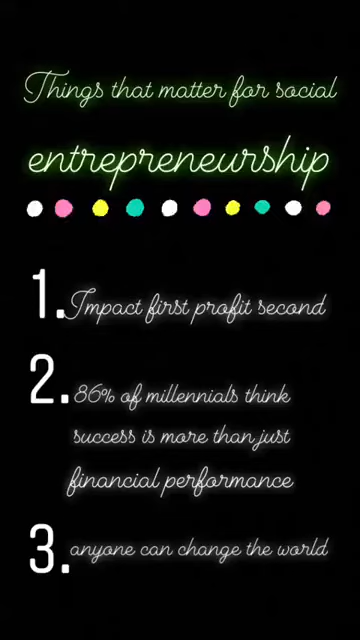 Things that matter for social
entrepreneurship
1. Impact first profit second
2. 86% of millennials think
success is more than just
financial performance
3. anyone can change the world